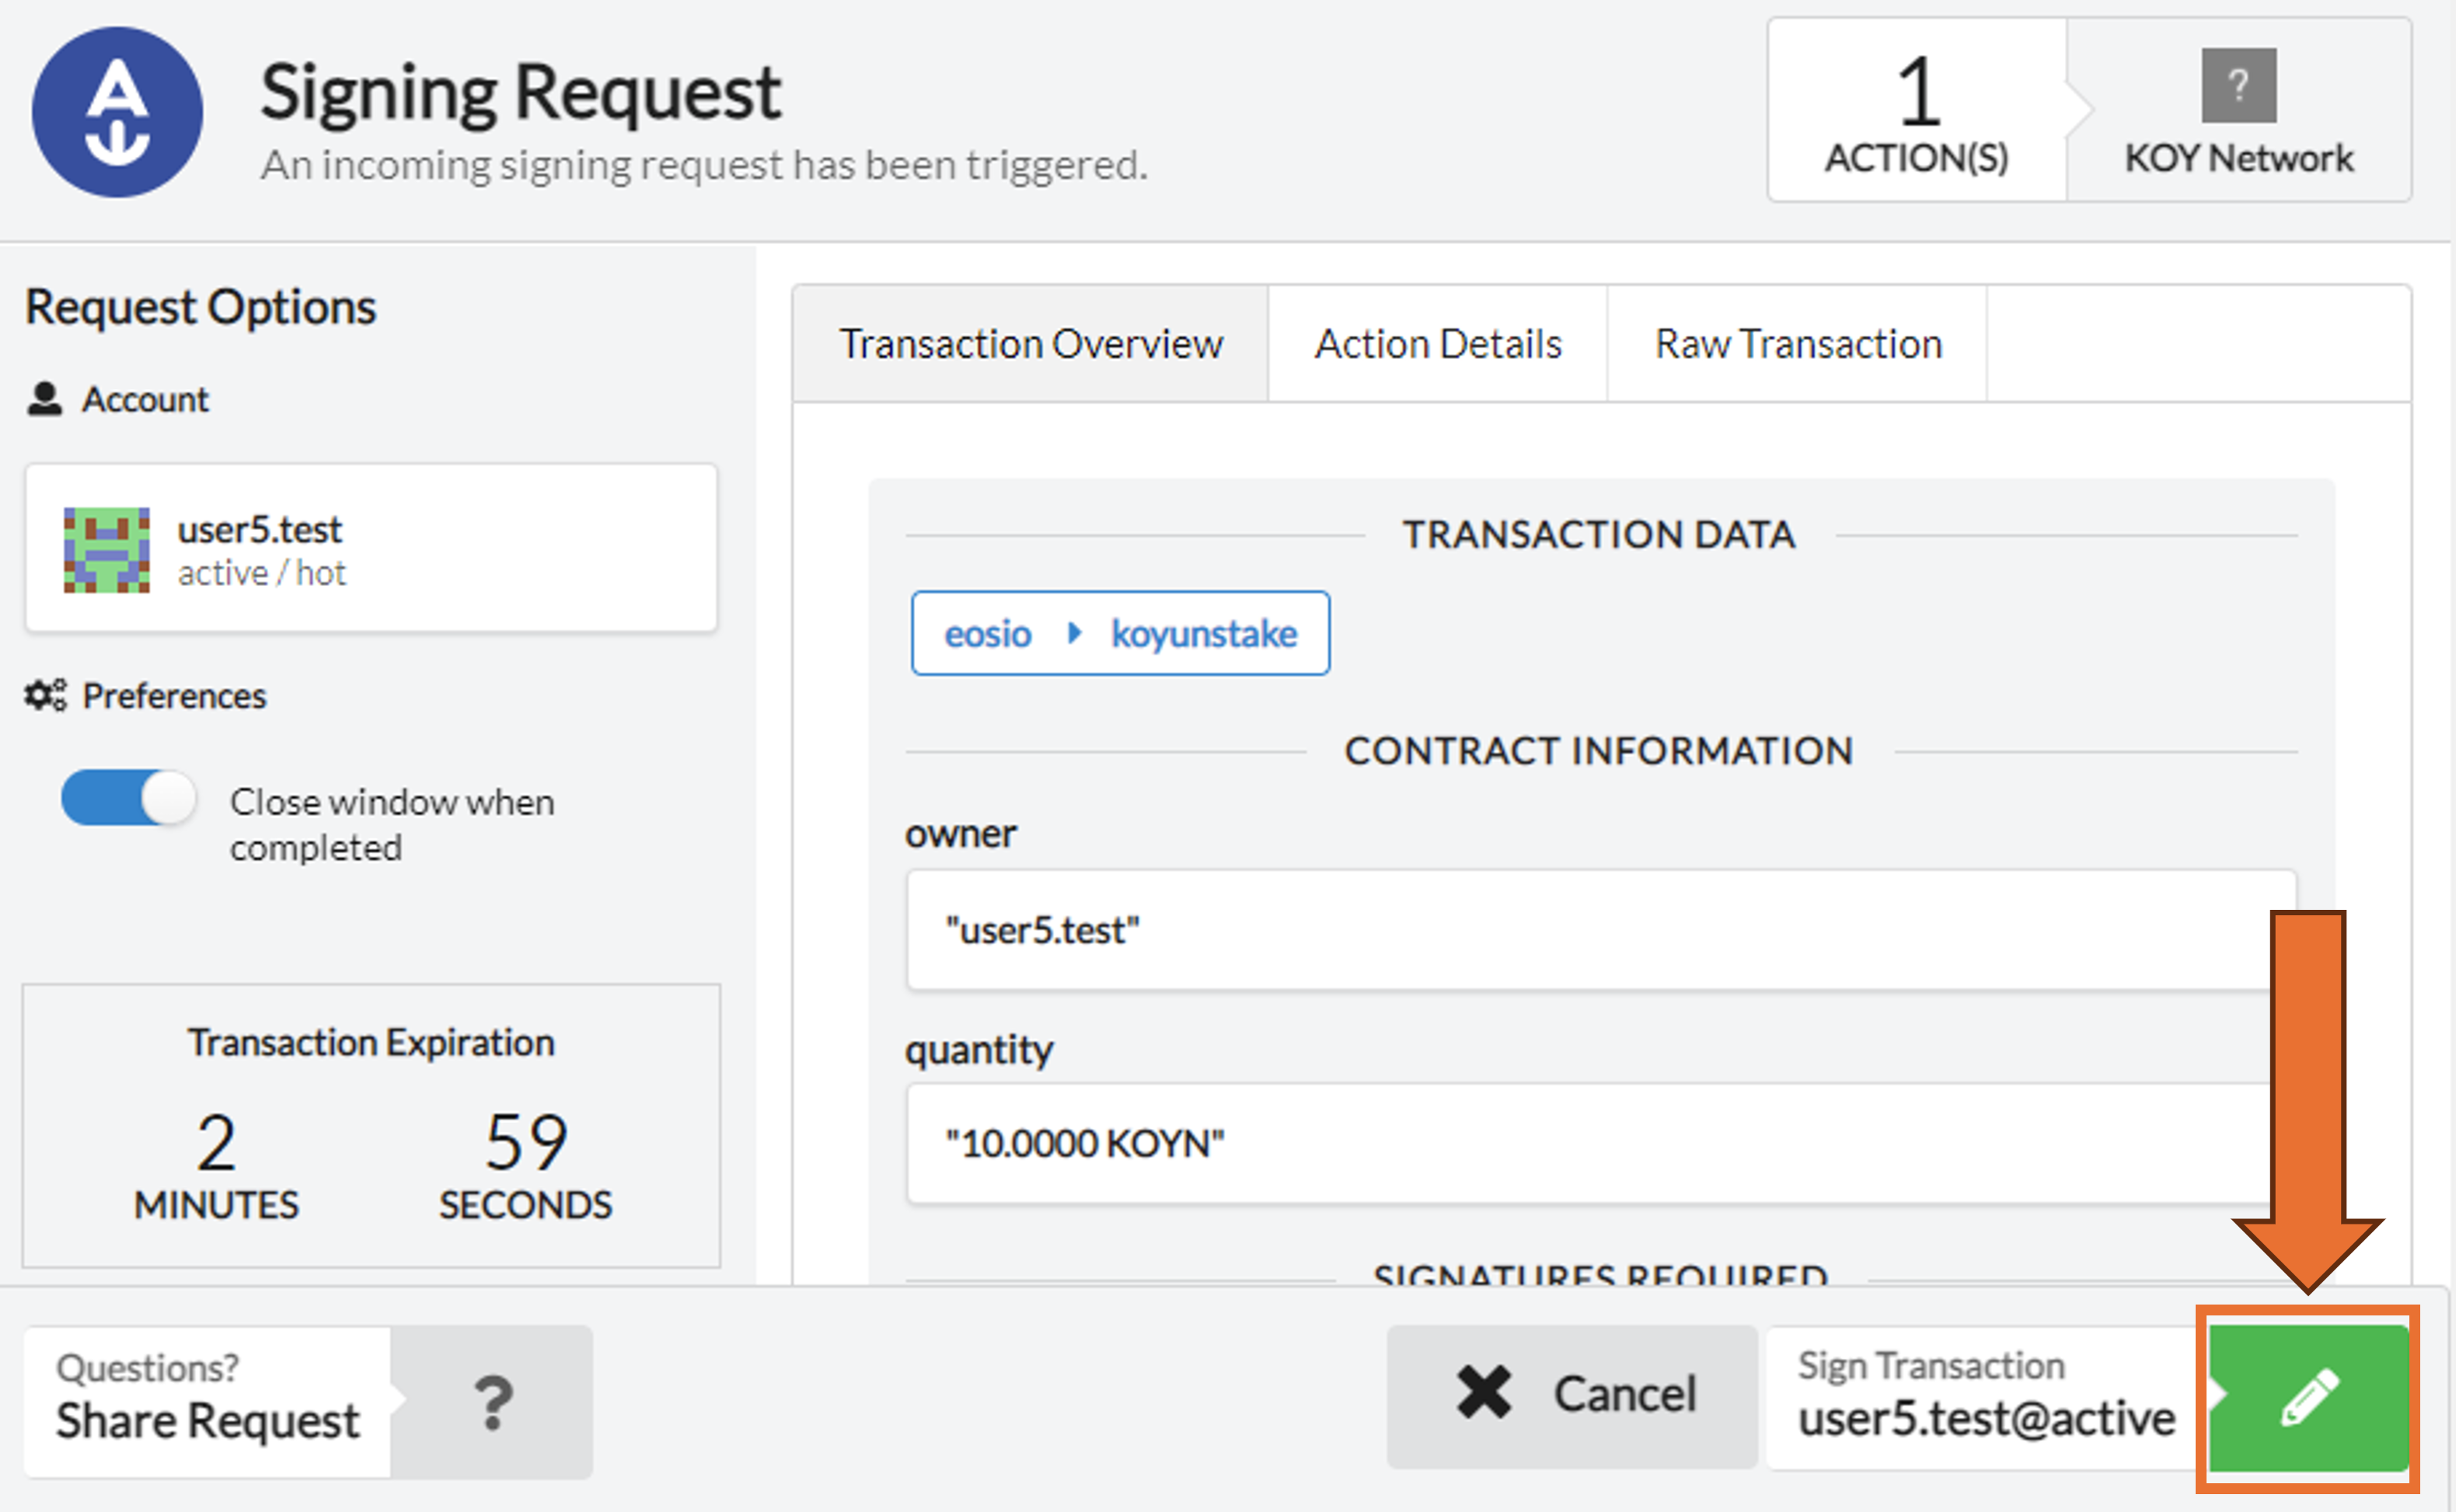 Signing Request
An incoming signing request has been triggered.
1
ACTION(S)
?
KOY Network
Request Options
Account
user5.test
active / hot
Preferences
Close window when
completed
Transaction Expiration
2
MINUTES
59
SECONDS
Transaction Overview
Action Details
Raw Transaction
TRANSACTION DATA
eosio
koyunstake
CONTRACT INFORMATION
owner
"user5.test"
quantity
"10.0000 KOYN"
SIGNATURES REQUIRED
Questions?
Share Request
?
Cancel
Sign Transaction
user5.test@active